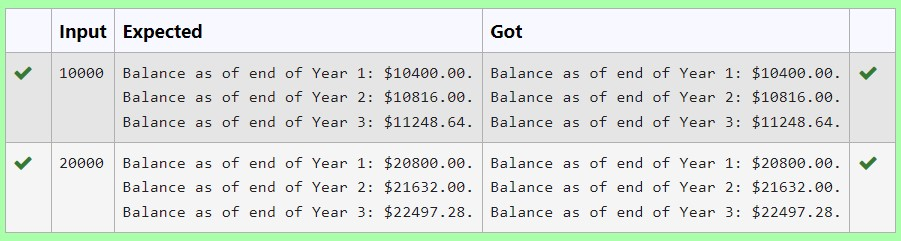 Input Expected Got
10000 Balance as of end of Year 1: $10400.00. Balance as of end of Year 1: $10400.00.
Balance as of end of Year 2: $10816.00. Balance as of end of Year 2: $10816.00.
Balance as of end of Year 3: $11248.64. Balance as of end of Year 3: $11248.64.
20000 Balance as of end of Year 1: $20800.00. Balance as of end of Year 1: $20800.00.
Balance as of end of Year 2: $21632.00. Balance as of end of Year 2: $21632.00.
Balance as of end of Year 3: $22497.28. Balance as of end of Year 3: $22497.28.